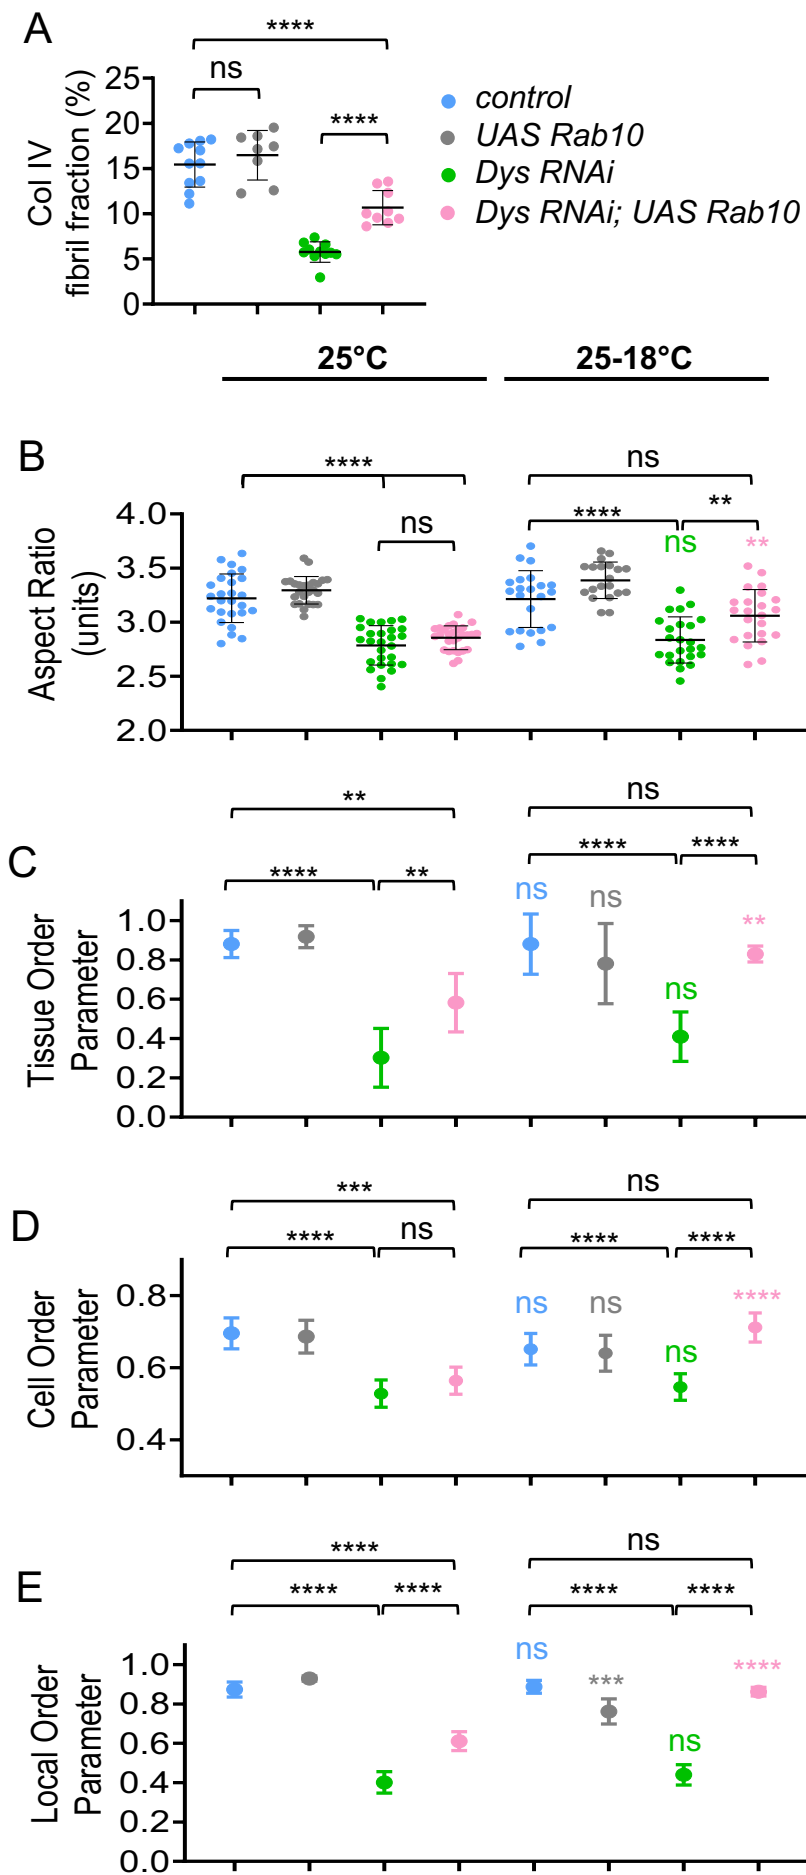 A
****
ns
****
25
20
15
10
5
0
Col IV
fibril fraction (%)
control
UAS Rab10
Dys RNAi
Dys RNAi; UAS Rab10
25°C
25-18°C
B
****
ns
ns
****
**
ns
**
4.0
3.5
3.0
2.5
2.0
Aspect Ratio
(units)
C
**
ns
****
**
****
****
ns
ns
**
ns
1.0
0.8
0.6
0.4
0.2
0.0
Tissue Order
Parameter
D
***
ns
****
ns
****
****
ns
ns
****
ns
0.8
0.6
0.4
Cell Order
Parameter
E
****
ns
****
****
****
****
ns
***
****
ns
1.0
0.8
0.6
0.4
0.2
0.0
Local Order
Parameter